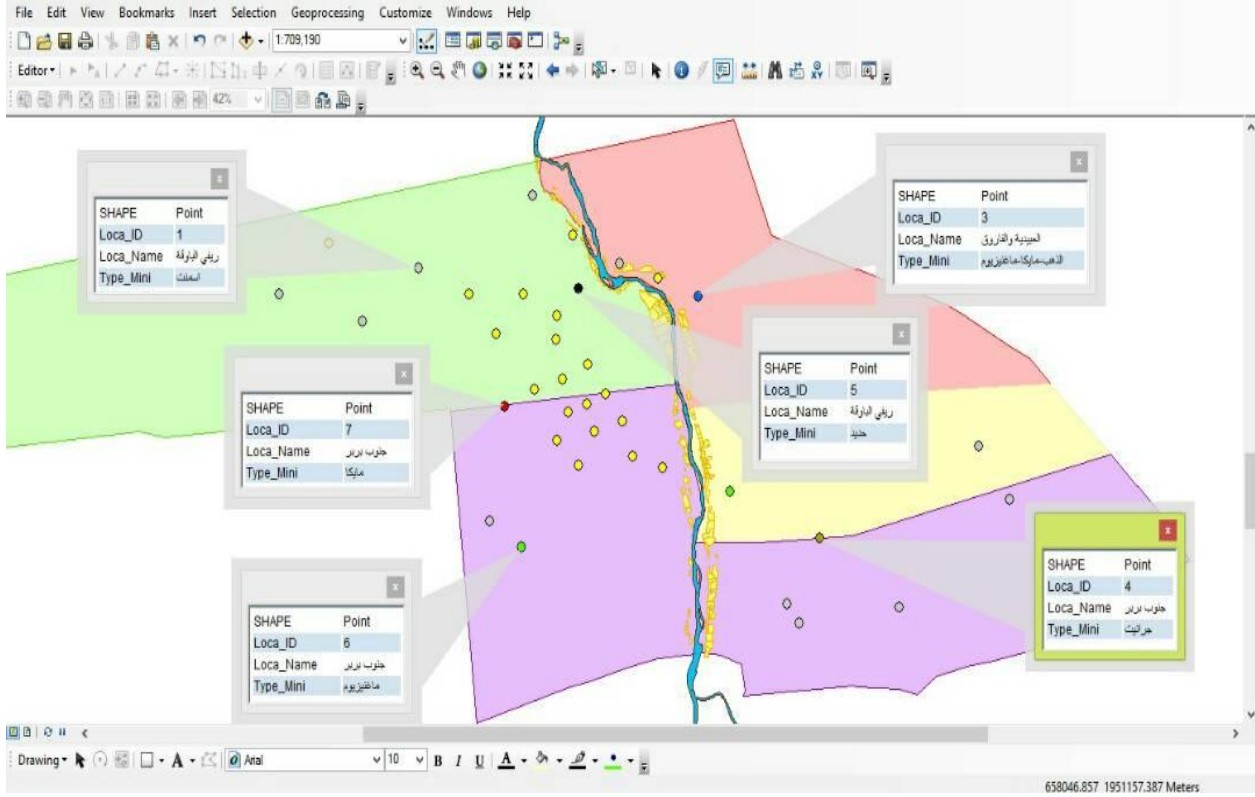 File Edit View Bookmarks Insert Selection Geoprocessing Customize Windows Help
1:709,190
Editor
42%
SHAPE Point
Loca_ID 1
Loca_Name ريفي الباوقة
Type_Mini اسمنت
SHAPE Point
Loca_ID 3
Loca_Name العبيدية والفاروق
Type_Mini الذهب-مايكا-ماغنيزيوم
SHAPE Point
Loca_ID 5
Loca_Name ريفي الباوقة
Type_Mini حديد
SHAPE Point
Loca_ID 7
Loca_Name جنوب بربر
Type_Mini مايكا
SHAPE Point
Loca_ID 4
Loca_Name جنوب بربر
Type_Mini جرانيت
SHAPE Point
Loca_ID 6
Loca_Name جنوب بربر
Type_Mini ماغنيزيوم
Drawing A Arial 10 B I U A
658046.857 1951157.387 Meters